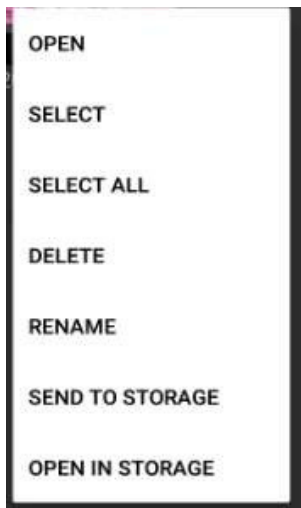 OPEN
SELECT
SELECT ALL
DELETE
RENAME
SEND TO STORAGE
OPEN IN STORAGE